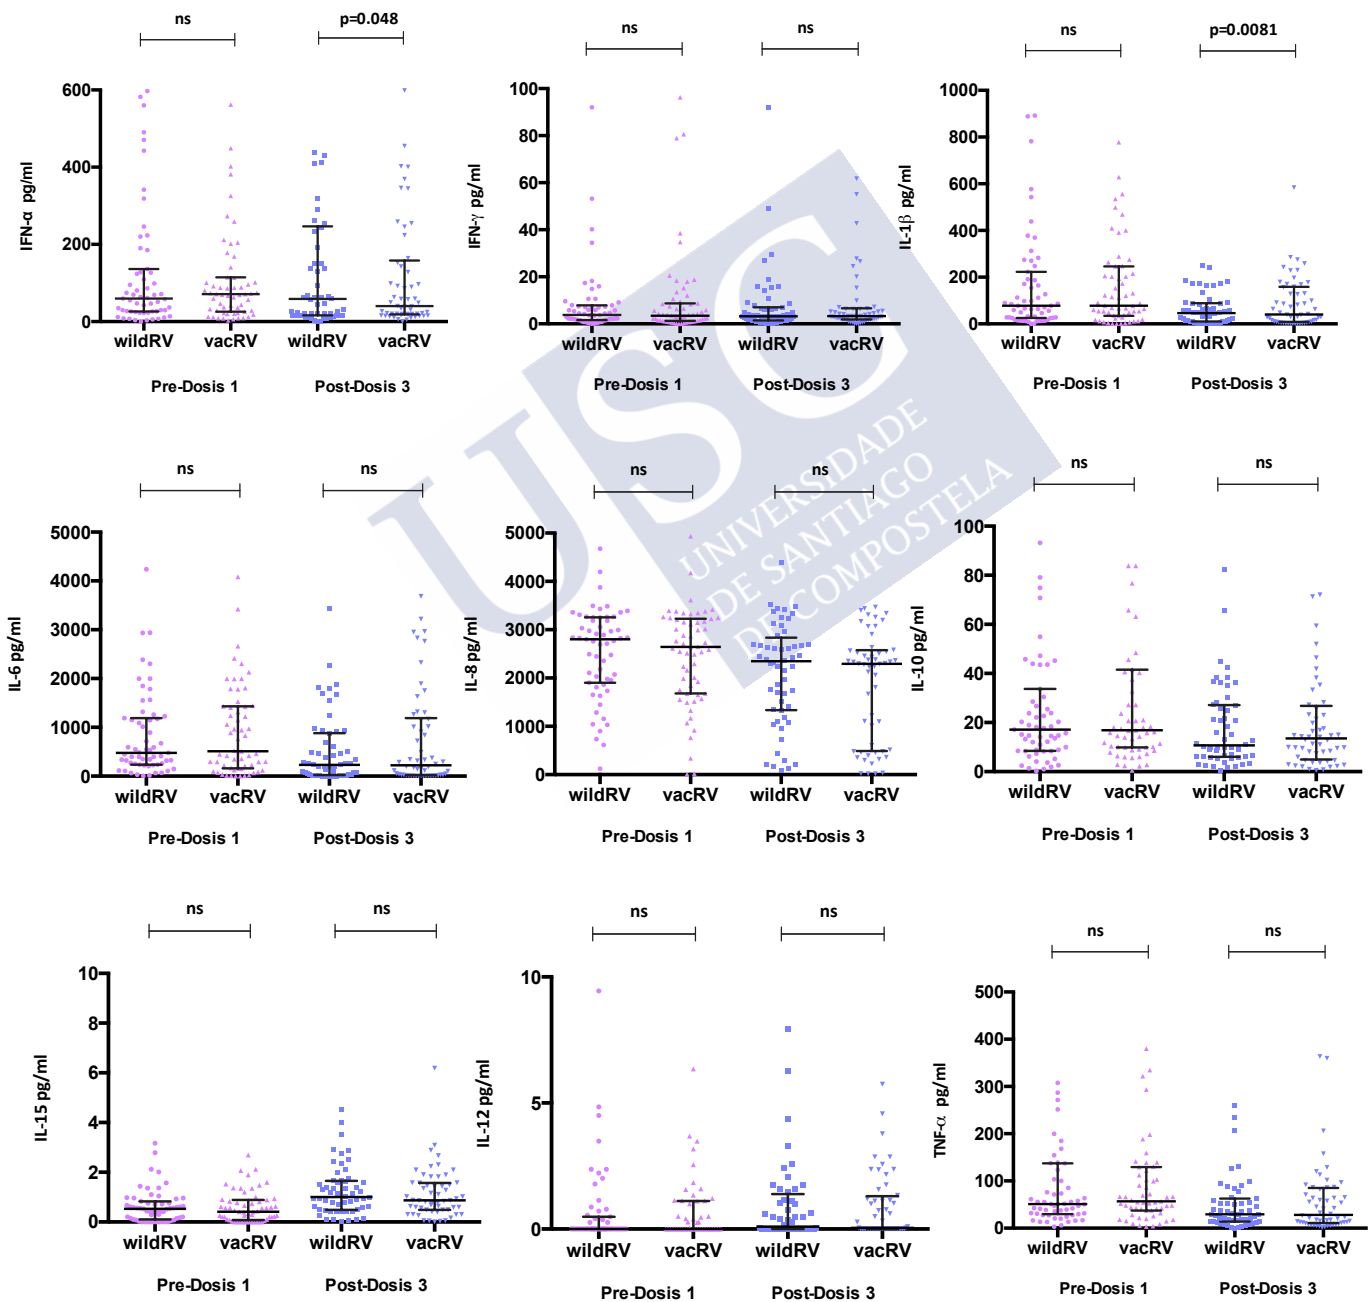 ns
p=0.048
IFN-α pg/ml
600
400
200
0
wildRV vacRV wildRV vacRV
Pre-Dosis 1 Post-Dosis 3
ns
ns
IFN-γ pg/ml
100
80
60
40
20
0
wildRV vacRV wildRV vacRV
Pre-Dosis 1 Post-Dosis 3
ns
p=0.0081
IL-1β pg/ml
1000
800
600
400
200
0
wildRV vacRV wildRV vacRV
Pre-Dosis 1 Post-Dosis 3
USC
UNIVERSIDADE
DE SANTIAGO
DE COMPOSTELA
ns
ns
IL-6 pg/ml
5000
4000
3000
2000
1000
0
wildRV vacRV wildRV vacRV
Pre-Dosis 1 Post-Dosis 3
ns
ns
IL-8 pg/ml
5000
4000
3000
2000
1000
0
wildRV vacRV wildRV vacRV
Pre-Dosis 1 Post-Dosis 3
ns
ns
IL-10 pg/ml
100
80
60
40
20
0
wildRV vacRV wildRV vacRV
Pre-Dosis 1 Post-Dosis 3
ns
ns
IL-15 pg/ml
10
8
6
4
2
0
wildRV vacRV wildRV vacRV
Pre-Dosis 1 Post-Dosis 3
ns
ns
IL-12 pg/ml
10
5
0
wildRV vacRV wildRV vacRV
Pre-Dosis 1 Post-Dosis 3
ns
ns
TNF-α pg/ml
500
400
300
200
100
0
wildRV vacRV wildRV vacRV
Pre-Dosis 1 Post-Dosis 3